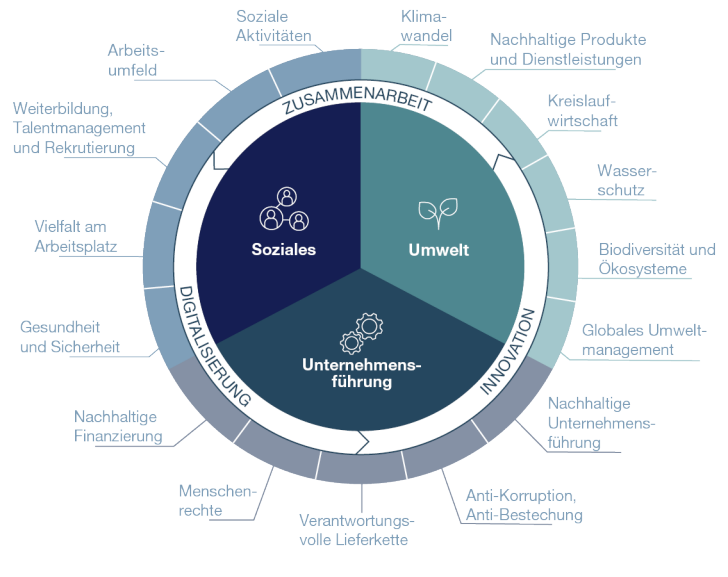 Soziale
Aktivitäten
Klima-
wandel
Nachhaltige Produkte
und Dienstleistungen
Arbeits-
umfeld
Kreislauf-
wirtschaft
Weiterbildung,
Talentmanagement
und Rekrutierung
Wasser-
schutz
Vielfalt am
Arbeitsplatz
Biodiversität und
Ökosysteme
Gesundheit
und Sicherheit
Globales Umwelt-
management
Nachhaltige
Finanzierung
Nachhaltige
Unternehmens-
führung
Menschen-
rechte
Verantwortungs-
volle Lieferkette
Anti-Korruption,
Anti-Bestechung
ZUSAMMENARBEIT
DIGITALISIERUNG
INNOVATION
Soziales
Umwelt
Unternehmens-
führung